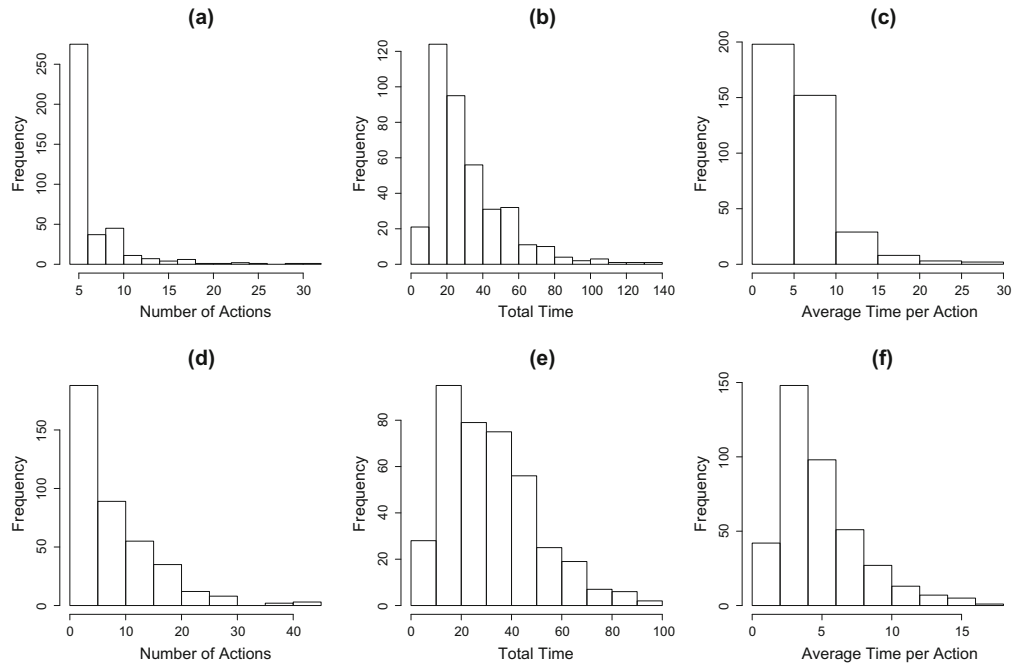 (a)
Frequency
0 50 100 150 200 250
5 10 15 20 25 30
Number of Actions
(b)
Frequency
0 20 40 60 80 100 120
0 20 40 60 80 100 120 140
Total Time
(c)
Frequency
0 50 100 150 200
0 5 10 15 20 25 30
Average Time per Action
(d)
Frequency
0 50 100 150
0 10 20 30 40
Number of Actions
(e)
Frequency
0 20 40 60 80
0 20 40 60 80 100
Total Time
(f)
Frequency
0 50 100 150
0 5 10 15
Average Time per Action